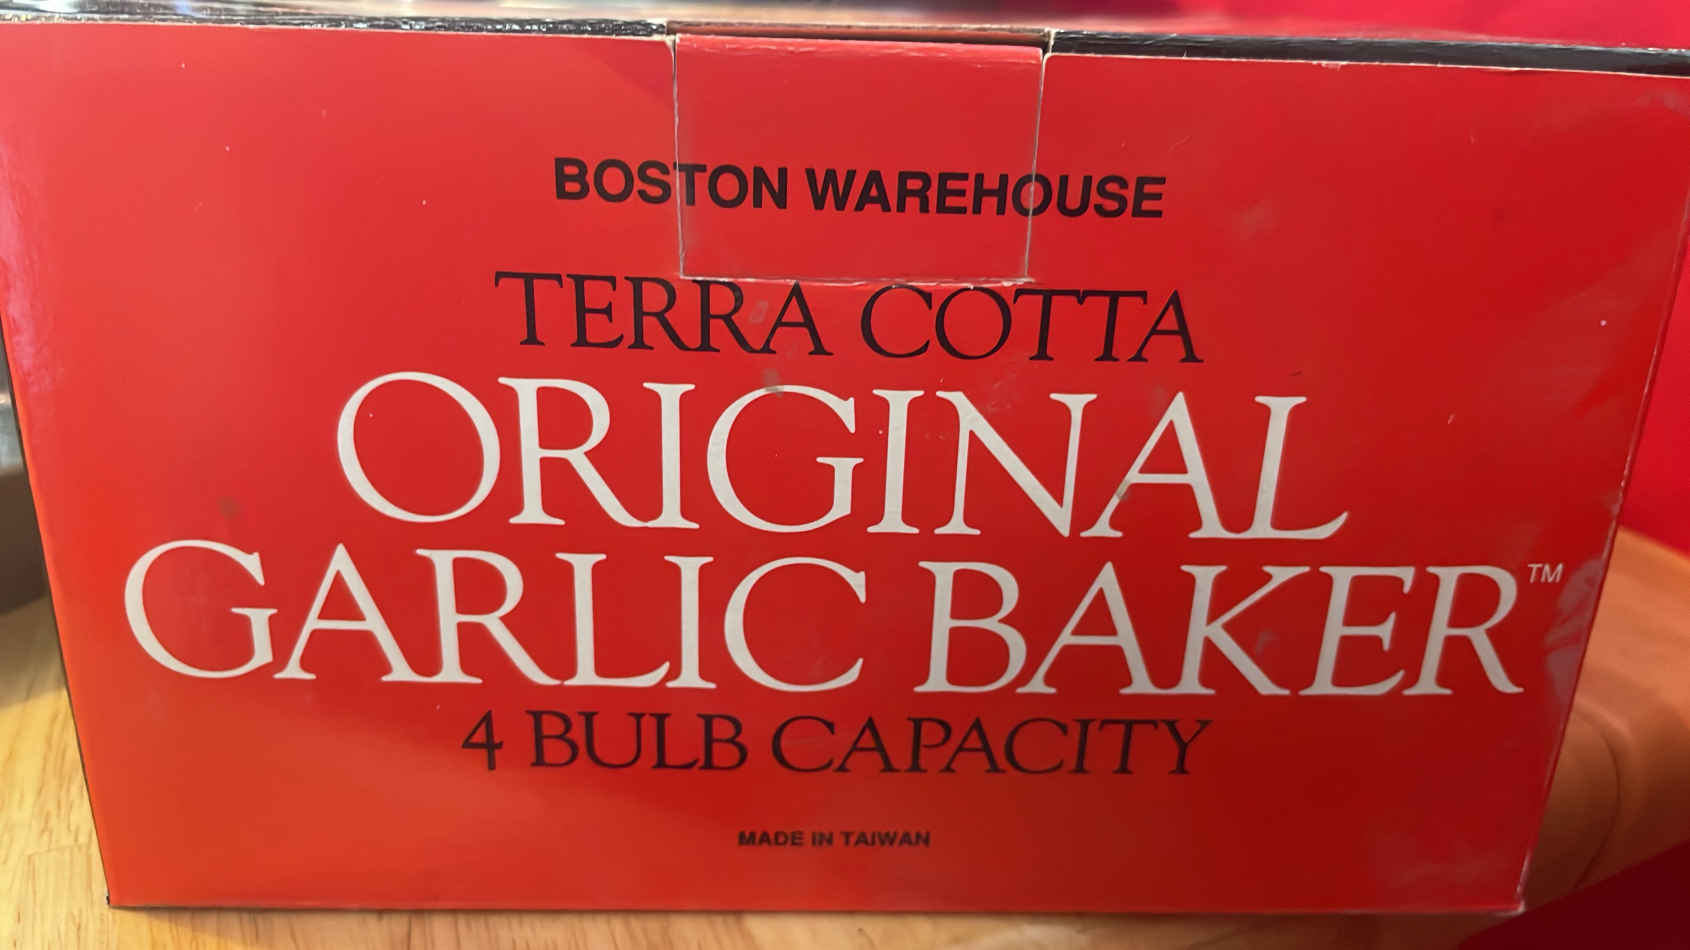 BOSTON WAREHOUSE
TERRA COTTA
ORIGINAL
GARLIC BAKER™
4 BULB CAPACITY
MADE IN TAIWAN